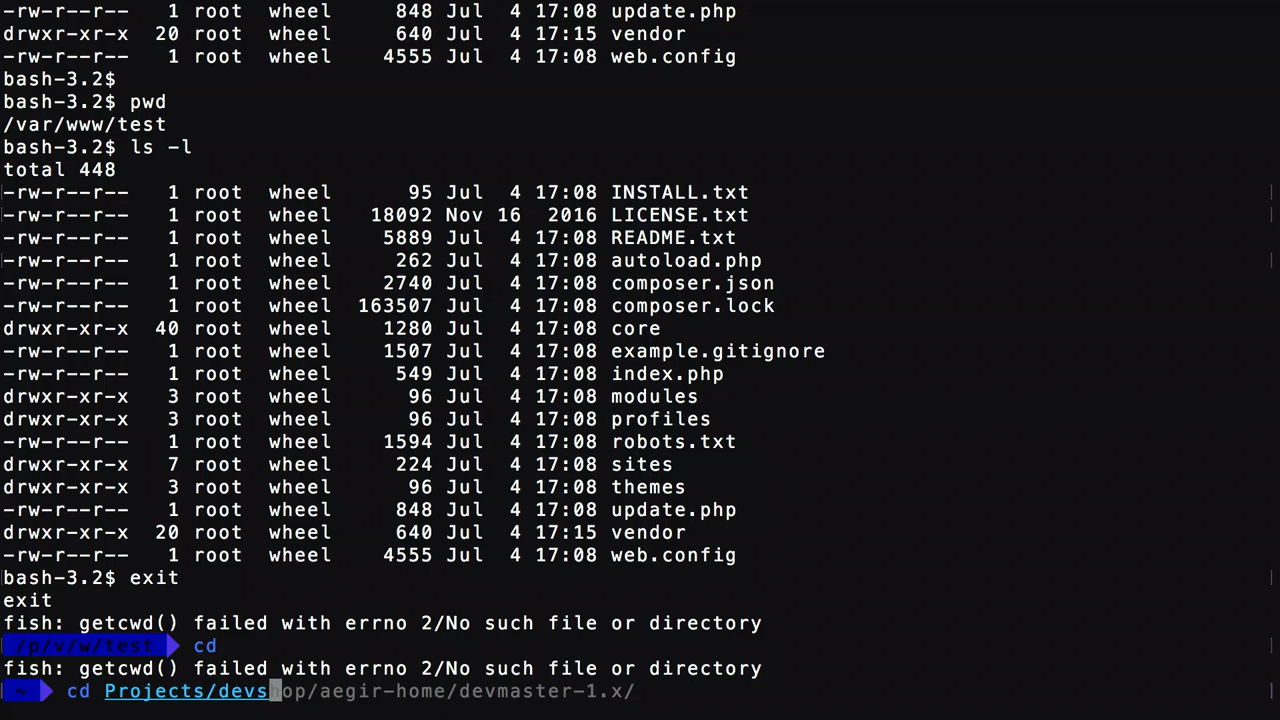 -rw-r--r--   1 root  wheel     848 Jul  4 17:08 update.php
drwxr-xr-x  20 root  wheel     640 Jul  4 17:15 vendor
-rw-r--r--   1 root  wheel    4555 Jul  4 17:08 web.config
bash-3.2$
bash-3.2$ pwd
/var/www/test
bash-3.2$ ls -l
total 448
-rw-r--r--   1 root  wheel      95 Jul  4 17:08 INSTALL.txt
-rw-r--r--   1 root  wheel   18092 Nov 16  2016 LICENSE.txt
-rw-r--r--   1 root  wheel    5889 Jul  4 17:08 README.txt
-rw-r--r--   1 root  wheel     262 Jul  4 17:08 autoload.php
-rw-r--r--   1 root  wheel    2740 Jul  4 17:08 composer.json
-rw-r--r--   1 root  wheel  163507 Jul  4 17:08 composer.lock
drwxr-xr-x  40 root  wheel    1280 Jul  4 17:08 core
-rw-r--r--   1 root  wheel    1507 Jul  4 17:08 example.gitignore
-rw-r--r--   1 root  wheel     549 Jul  4 17:08 index.php
drwxr-xr-x   3 root  wheel      96 Jul  4 17:08 modules
drwxr-xr-x   3 root  wheel      96 Jul  4 17:08 profiles
-rw-r--r--   1 root  wheel    1594 Jul  4 17:08 robots.txt
drwxr-xr-x   7 root  wheel     224 Jul  4 17:08 sites
drwxr-xr-x   3 root  wheel      96 Jul  4 17:08 themes
-rw-r--r--   1 root  wheel     848 Jul  4 17:08 update.php
drwxr-xr-x  20 root  wheel     640 Jul  4 17:15 vendor
-rw-r--r--   1 root  wheel    4555 Jul  4 17:08 web.config
bash-3.2$ exit
exit
fish: getcwd() failed with errno 2/No such file or directory
/p/v/w/test cd
fish: getcwd() failed with errno 2/No such file or directory
~ cd Projects/devshop/aegir-home/devmaster-1.x/